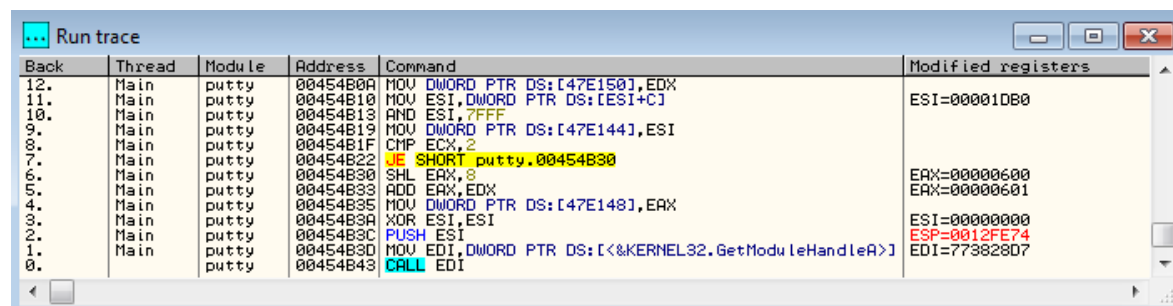 ... Run trace
Back Thread Module Address Command Modified registers
12. Main putty 00454B0A MOV DWORD PTR DS:[47E150],EDX
11. Main putty 00454B10 MOV ESI,DWORD PTR DS:[ESI+C] ESI=00001DB0
10. Main putty 00454B13 AND ESI,7FFF
9. Main putty 00454B19 MOV DWORD PTR DS:[47E144],ESI
8. Main putty 00454B1F CMP ECX,2
7. Main putty 00454B22 JE SHORT putty.00454B30
6. Main putty 00454B30 SHL EAX,8 EAX=00000600
5. Main putty 00454B33 ADD EAX,EDX EAX=00000601
4. Main putty 00454B35 MOV DWORD PTR DS:[47E148],EAX
3. Main putty 00454B3A XOR ESI,ESI ESI=00000000
2. Main putty 00454B3C PUSH ESI ESP=0012FE74
1. Main putty 00454B3D MOV EDI,DWORD PTR DS:[<&KERNEL32.GetModuleHandleA>] EDI=773828D7
0. putty 00454B43 CALL EDI